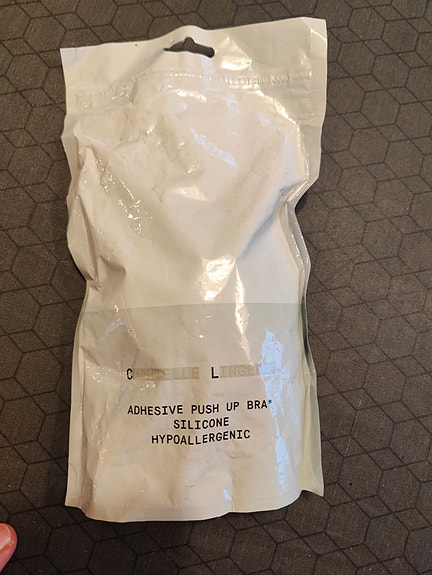 ADHESIVE PUSH UP BRA*
SILICONE
HYPOALLERGENIC